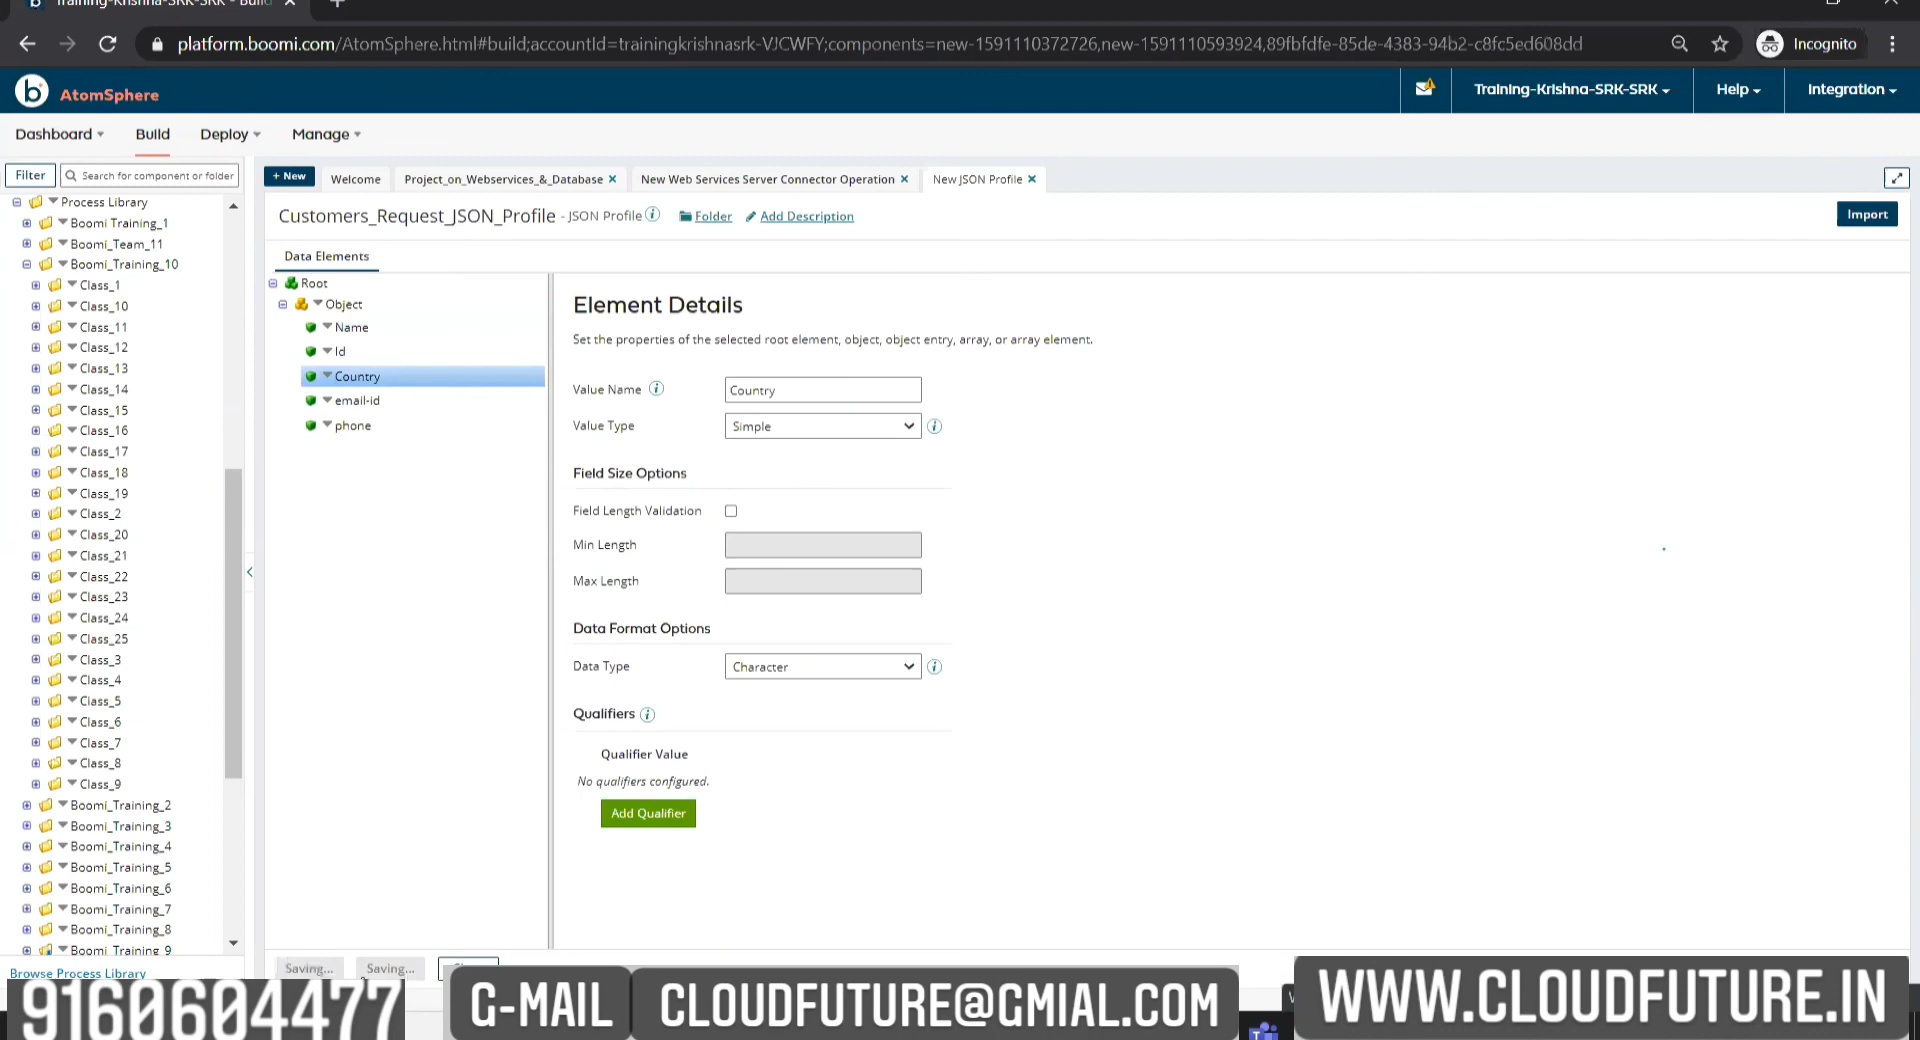 Training-Krishna-SRK-SRK - Build
platform.boomi.com/AtomSphere.html#build;accountId=trainingkrishnasrk-VJCWFY;components=new-1591110372726,new-1591110593924,89fbfdfe-85de-4383-94b2-c8fc5ed608dd
Incognito
b AtomSphere
Training-Krishna-SRK-SRK
Help
Integration
Dashboard
Build
Deploy
Manage
Filter
Search for component or folder
+ New
Welcome
Project_on_Webservices_&_Database
New Web Services Server Connector Operation
New JSON Profile
Process Library
Boomi Training_1
Boomi_Team_11
Boomi_Training_10
Class_1
Class_10
Class_11
Class_12
Class_13
Class_14
Class_15
Class_16
Class_17
Class_18
Class_19
Class_2
Class_20
Class_21
Class_22
Class_23
Class_24
Class_25
Class_3
Class_4
Class_5
Class_6
Class_7
Class_8
Class_9
Boomi_Training_2
Boomi_Training_3
Boomi_Training_4
Boomi_Training_5
Boomi_Training_6
Boomi_Training_7
Boomi_Training_8
Boomi_Training_9
Browse Process Library
Customers_Request_JSON_Profile - JSON Profile
Folder
Add Description
Import
Data Elements
Root
Object
Name
Id
Country
email-id
phone
Element Details
Set the properties of the selected root element, object, object entry, array, or array element.
Value Name
Country
Value Type
Simple
Field Size Options
Field Length Validation
Min Length
Max Length
Data Format Options
Data Type
Character
Qualifiers
Qualifier Value
No qualifiers configured.
Add Qualifier
Saving...
Saving...
9160604477
G-MAIL
CLOUDFUTURE@GMIAL.COM
WWW.CLOUDFUTURE.IN